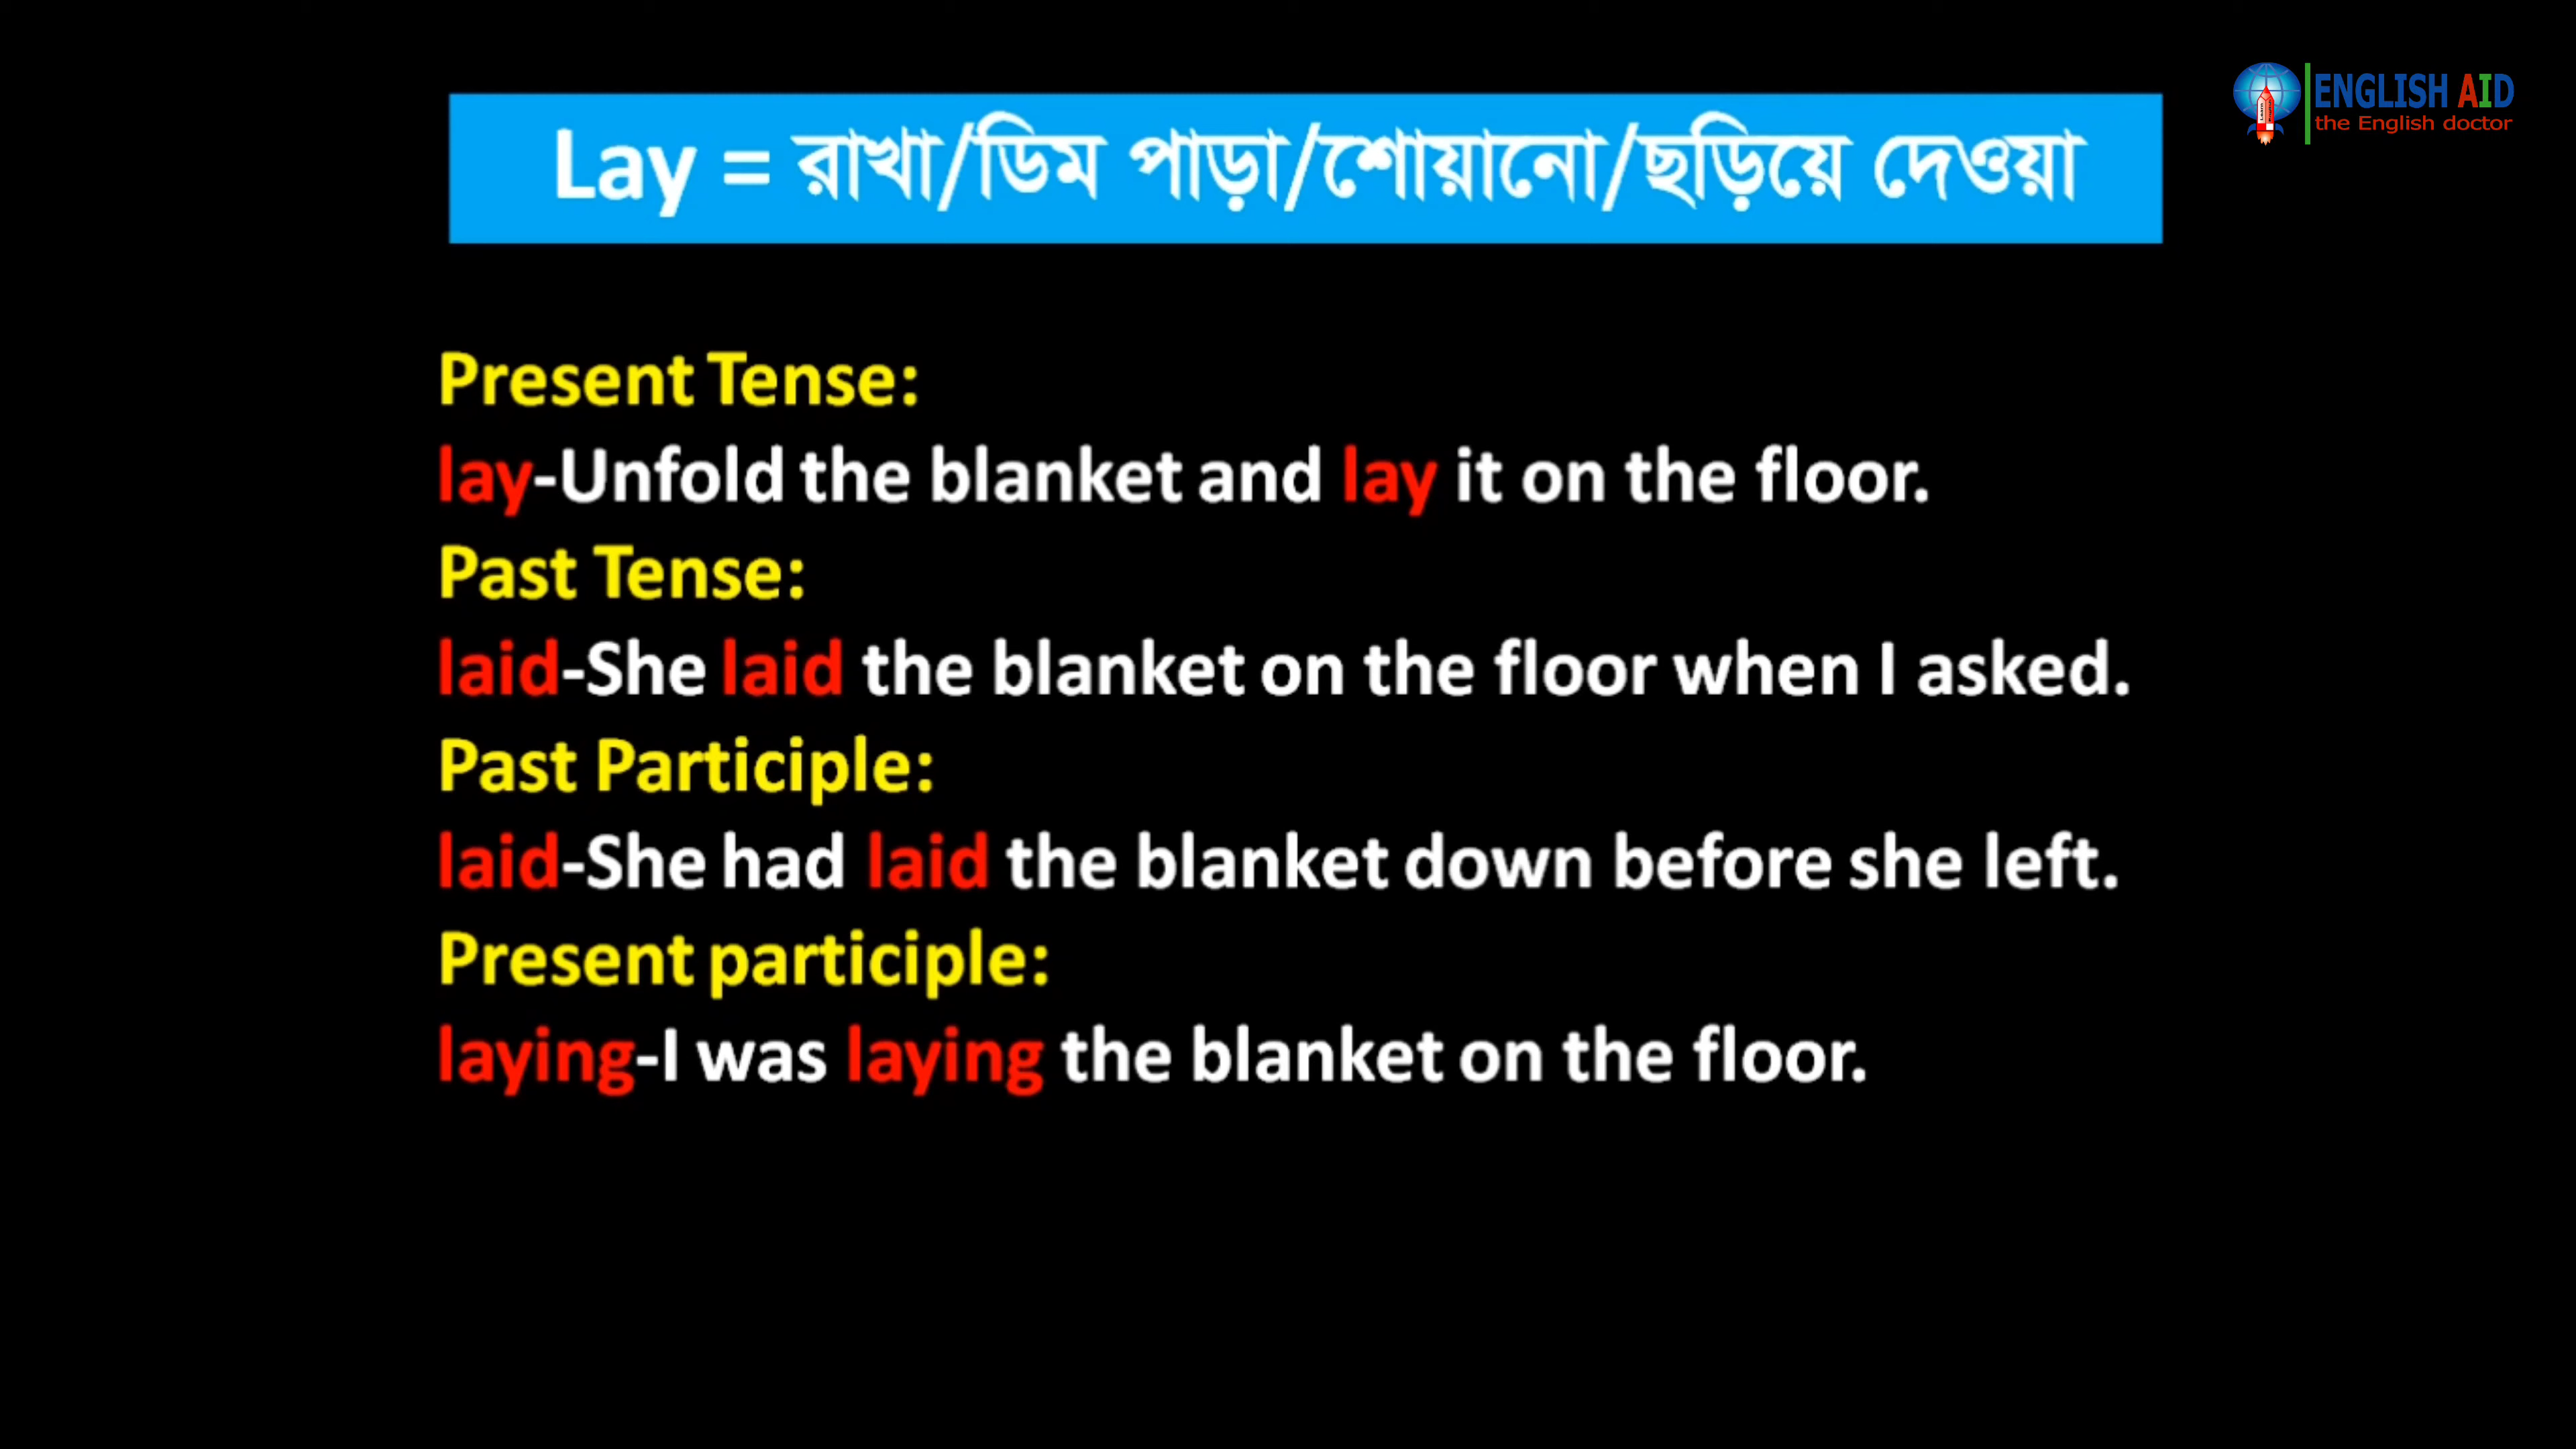 ENGLISH AID
the English doctor
Lay = রাখা/ডিম পাড়া/শোয়ানো/ছড়িয়ে দেওয়া
Present Tense:
lay-Unfold the blanket and lay it on the floor.
Past Tense:
laid-She laid the blanket on the floor when I asked.
Past Participle:
laid-She had laid the blanket down before she left.
Present participle:
laying-I was laying the blanket on the floor.